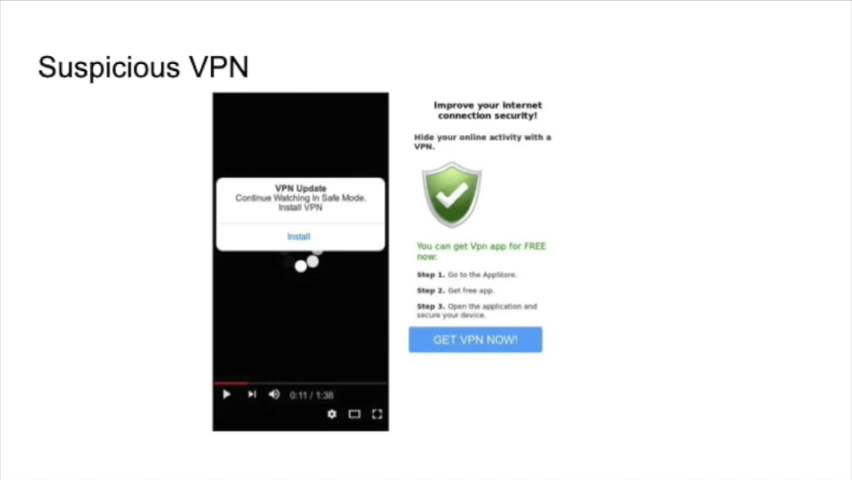 Suspicious VPN
VPN Update
Continue Watching In Safe Mode.
Install VPN
Install
0:11 / 1:38
Improve your internet
connection security!
Hide your online activity with a
VPN.
You can get Vpn app for FREE
now:
Step 1. Go to the AppStore.
Step 2. Get free app.
Step 3. Open the application and
secure your device.
GET VPN NOW!